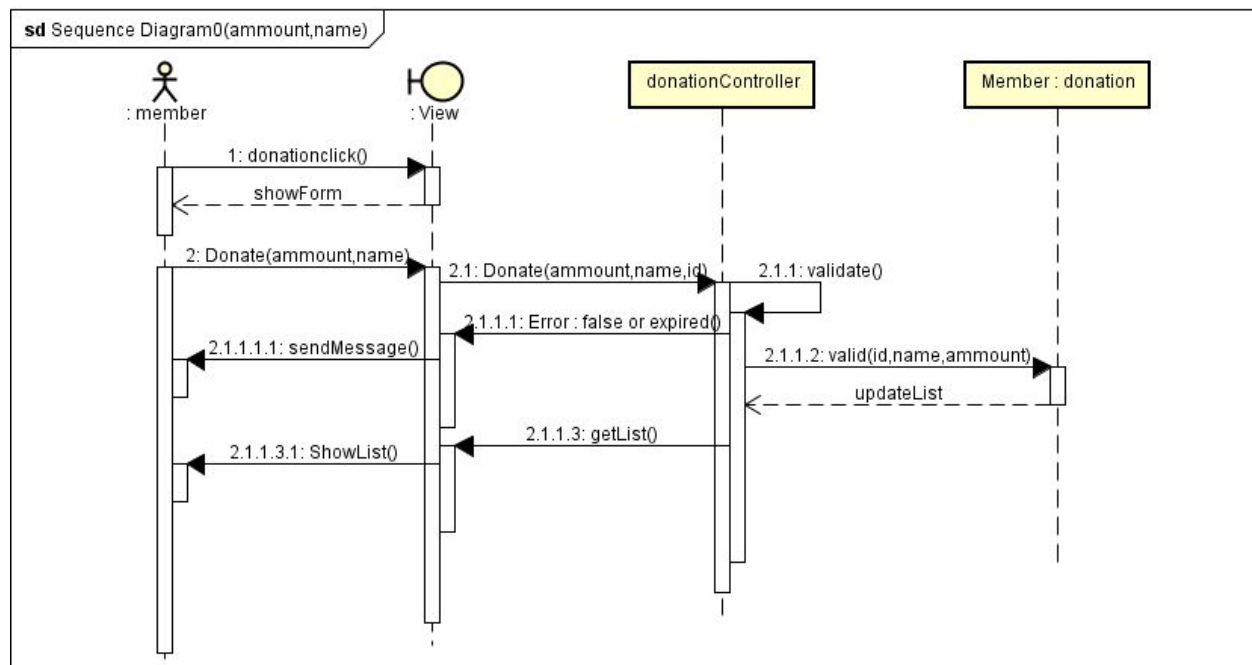 sd Sequence Diagram0(ammount,name)
: member
: View
donationController
Member : donation
1: donationclick()
showForm
2: Donate(ammount,name)
2.1: Donate(ammount,name,id)
2.1.1: validate()
2.1.1.1: Error : false or expired()
2.1.1.1.1: sendMessage()
2.1.1.2: valid(id,name,ammount)
updateList
2.1.1.3: getList()
2.1.1.3.1: ShowList()